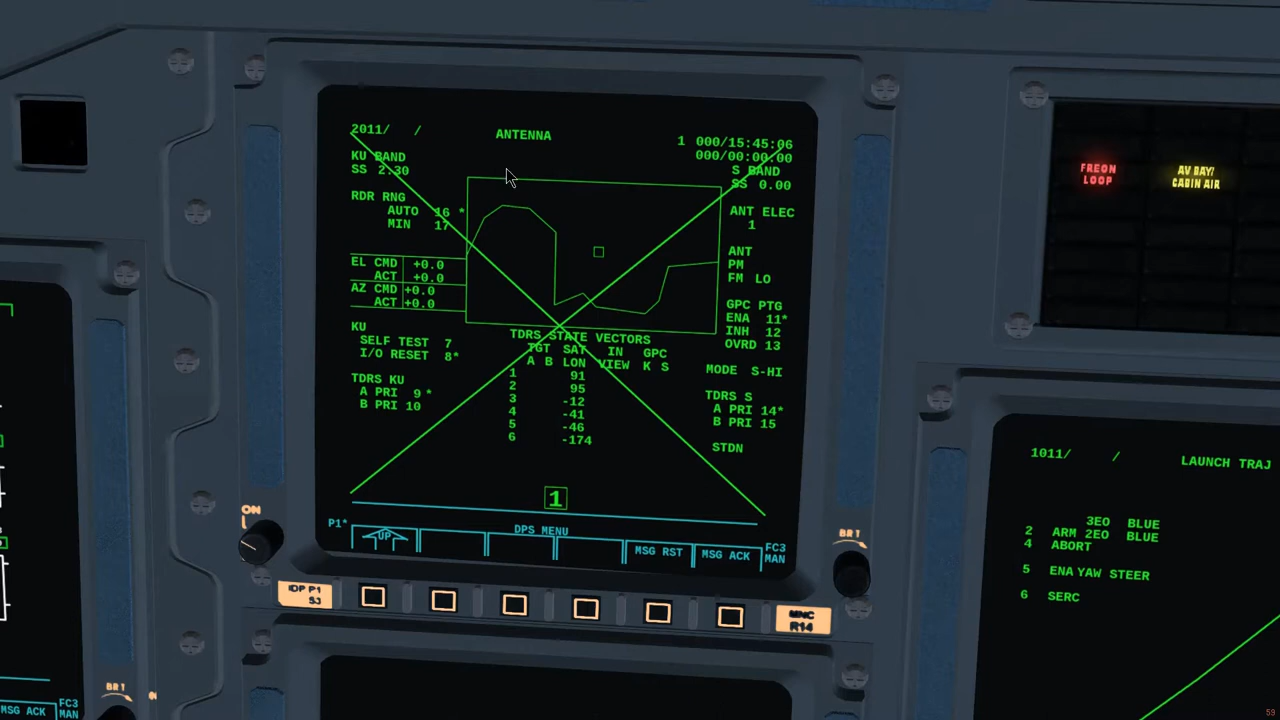 2011/ / ANTENNA 1 000/15:45:06
000/00:00:00
KU BAND
SS 2.30
S BAND
SS 0.00
RDR RNG
AUTO 16 *
MIN 17
ANT ELEC
1
EL CMD +0.0
ACT +0.0
AZ CMD +0.0
ACT +0.0
ANT
PM
FM LO
GPC PTG
ENA 11*
INH 12
OVRD 13
KU
SELF TEST 7
I/O RESET 8*
TDRS KU
A PRI 9 *
B PRI 10
TDRS STATE VECTORS
TGT SAT IN GPC
A B LON VIEW K S
1 91
2 95
3 -12
4 -41
5 -46
6 -174
MODE S-HI
TDRS S
A PRI 14*
B PRI 15
STDN
1
P1* DPS MENU
UP MSG RST MSG ACK FC3
MAN
ON
BRT
IDP P1
S3
MNC
R14
FREON
LOOP
AV BAY/
CABIN AIR
1011/ / LAUNCH TRAJ
3EO BLUE
2 ARM 2EO BLUE
4 ABORT
5 ENA YAW STEER
6 SERC
BRT
MSG ACK FC3
MAN
59